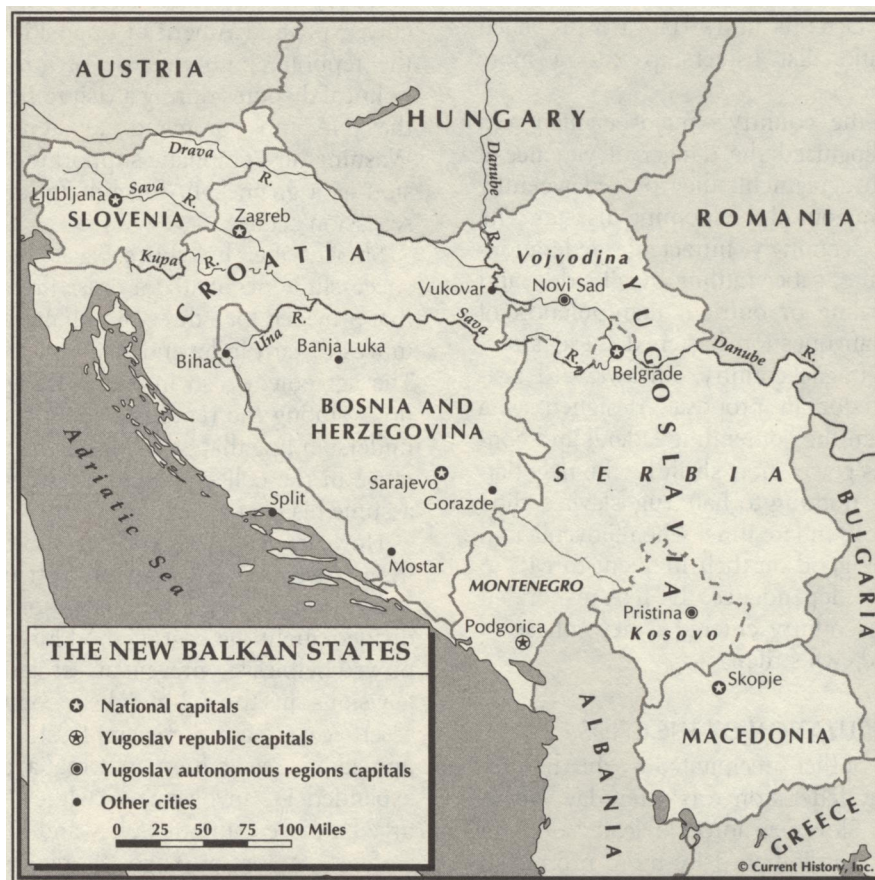 AUSTRIA
HUNGARY
ROMANIA
Drava
R.
Danube
R.
Ljubljana
Sava
R.
SLOVENIA
Zagreb
Kupa
R.
CROATIA
Vojvodina
Vukovar
Novi Sad
YUGOSLAVIA
Sava
R.
Una
R.
Bihac
Banja Luka
Belgrade
Danube
R.
BOSNIA AND
HERZEGOVINA
SERBIA
Sarajevo
Gorazde
Adriatic Sea
Split
Mostar
BULGARIA
MONTENEGRO
Pristina
Kosovo
Podgorica
Skopje
MACEDONIA
ALBANIA
GREECE
THE NEW BALKAN STATES
National capitals
Yugoslav republic capitals
Yugoslav autonomous regions capitals
Other cities
0 25 50 75 100 Miles
© Current History, Inc.